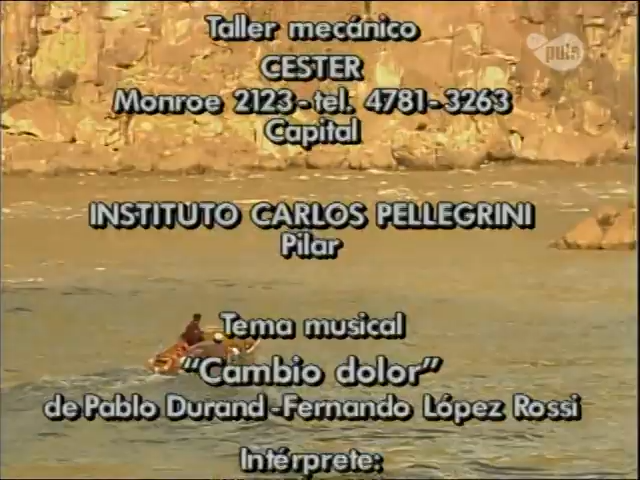 Taller mecánico
puls
CESTER
Monroe 2123-tel. 4781-3263
Capital
INSTITUTO CARLOS PELLEGRINI
Pilar
Tema musical
"Cambio dolor"
de Pablo Durand-Fernando López Rossi
Intérprete: